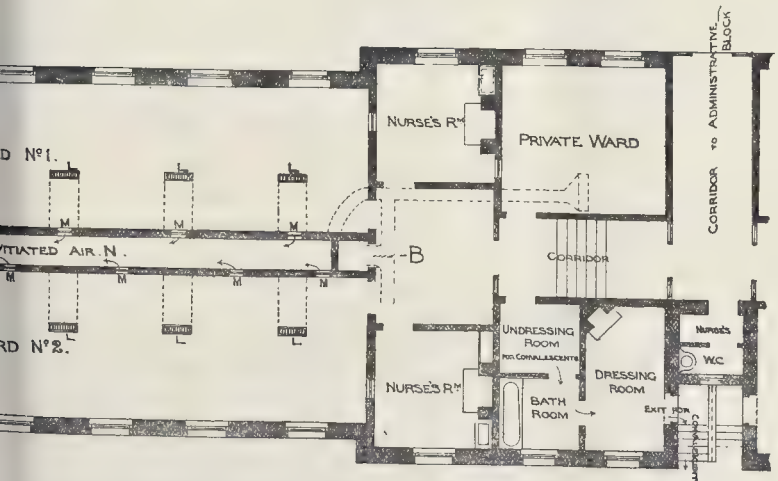 CORRIDOR TO ADMINISTRATIVE
BLOCK
NURSE'S RM
PRIVATE WARD
D Nº1.
L
L
L
M
M
M
VITIATED AIR. N.
B
CORRIDOR
M
M
M
M
L
L
L
RD Nº2.
UNDRESSING
ROOM
FOR CONVALESCENTS
NURSE'S
W.C
DRESSING
ROOM
NURSE'S RM
BATH
ROOM
EXIT FOR
CONVALESCENTS